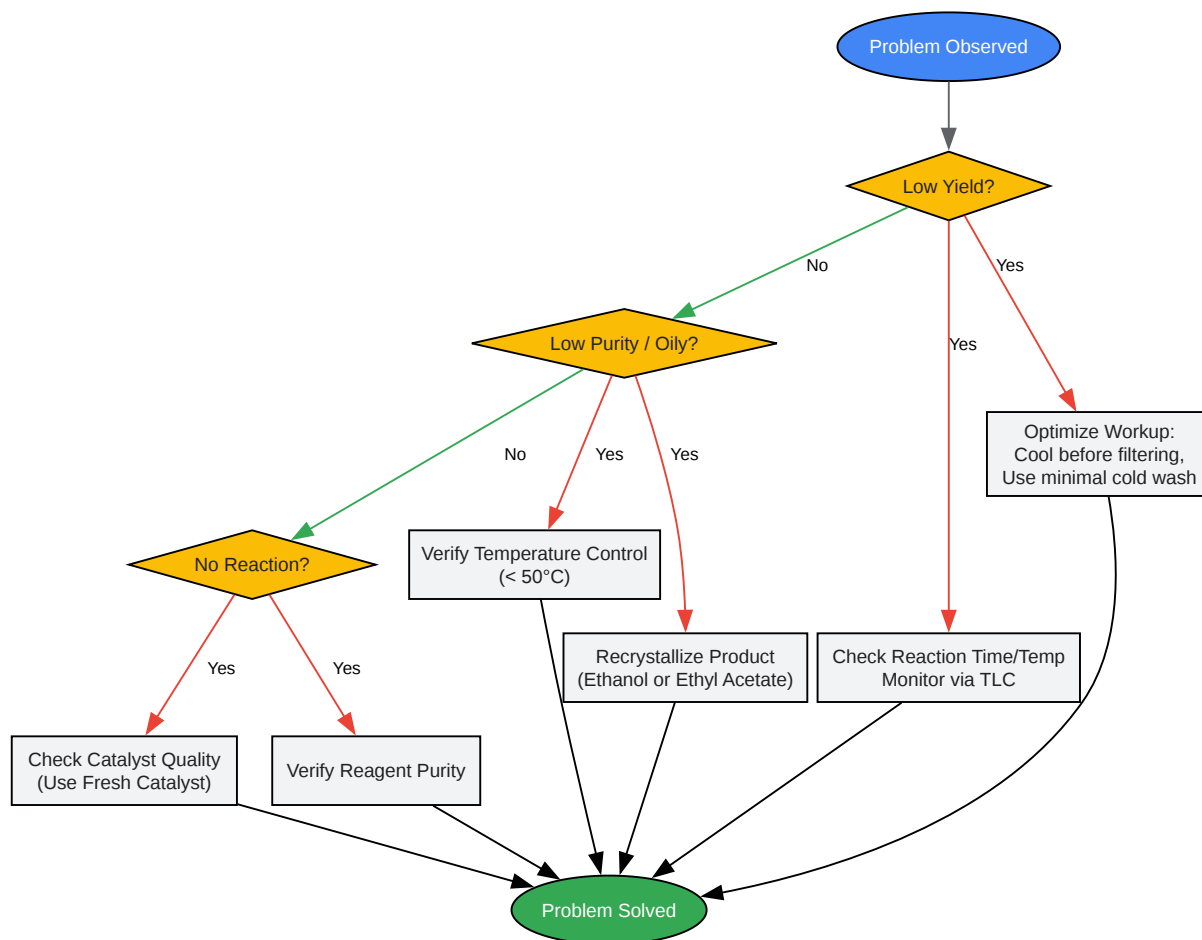 Problem Observed
Low Yield?
No
Yes
Yes
Low Purity / Oily?
Optimize Workup:
Cool before filtering,
Use minimal cold wash
No
Yes
Yes
Verify Temperature Control
(< 50°C)
No Reaction?
Recrystallize Product
(Ethanol or Ethyl Acetate)
Check Reaction Time/Temp
Monitor via TLC
Yes
Yes
Check Catalyst Quality
(Use Fresh Catalyst)
Verify Reagent Purity
Problem Solved